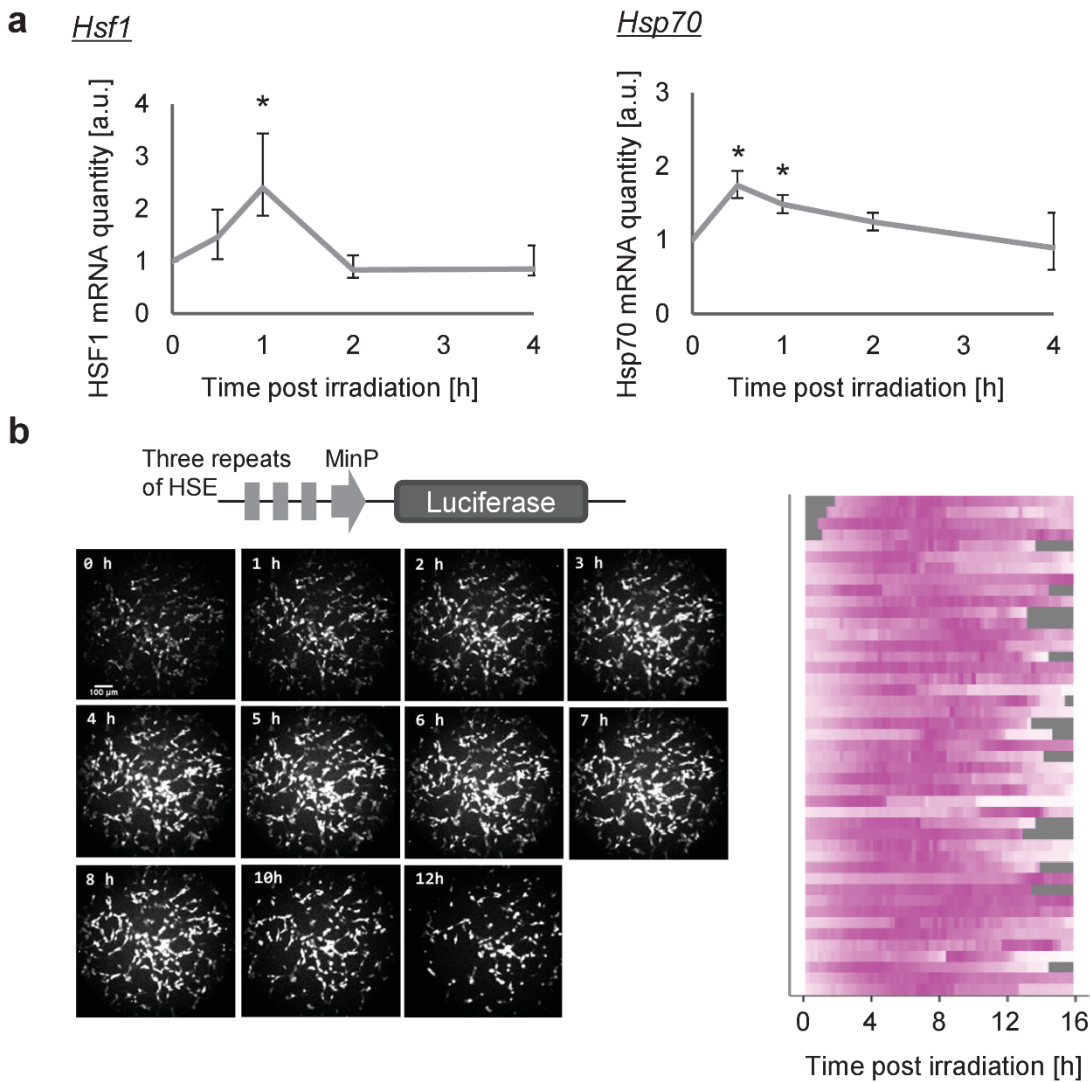 a
Hsf1
Hsp70
HSF1 mRNA quantity [a.u.]
4
3
2
1
0
*
0 1 2 3 4
Time post irradiation [h]
Hsp70 mRNA quantity [a.u.]
3
2
1
0
* *
0 1 2 3 4
Time post irradiation [h]
b
Three repeats
of HSE
MinP
Luciferase
0 h 1 h 2 h 3 h
100 µm
4 h 5 h 6 h 7 h
8 h 10h 12h
0 4 8 12 16
Time post irradiation [h]